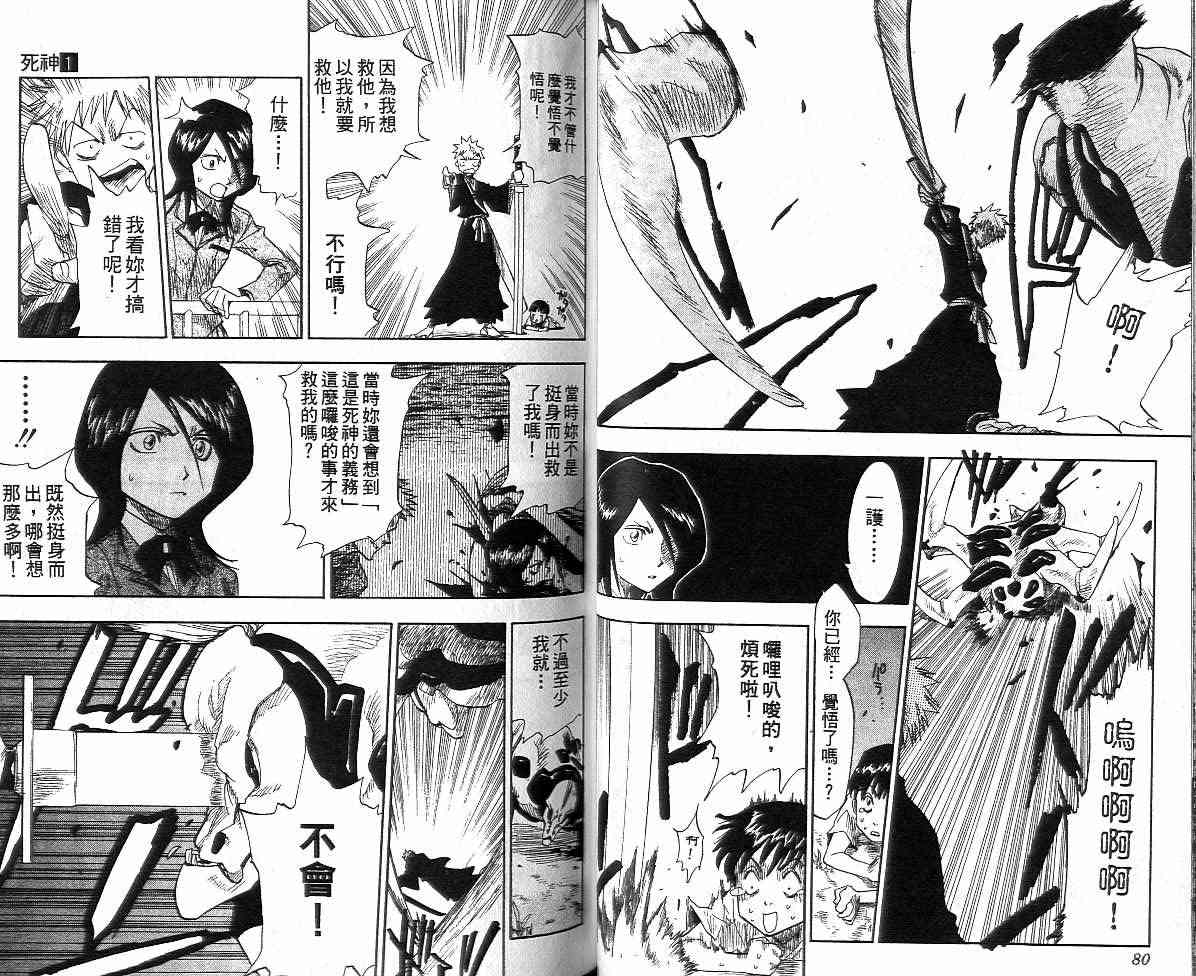 啊！
嗚啊啊啊啊！
一護……
你已經…覺悟了嗎…？
囉哩叭唆的，
煩死啦！
啊！
80
死神1
我才不管什
麼覺悟不覺
悟呢！
因為我想
救他，所
以我就要
救他！
不行嗎！
什麼…！
我看妳才搞
錯了呢！
當時妳不是
挺身而出救
了我嗎！
當時妳還會想到「
這是死神的義務」
這麼囉唆的事才來
救我的嗎？
……!!
既然挺身而
出，哪會想
那麼多啊！
不過至少
我就…
不會！